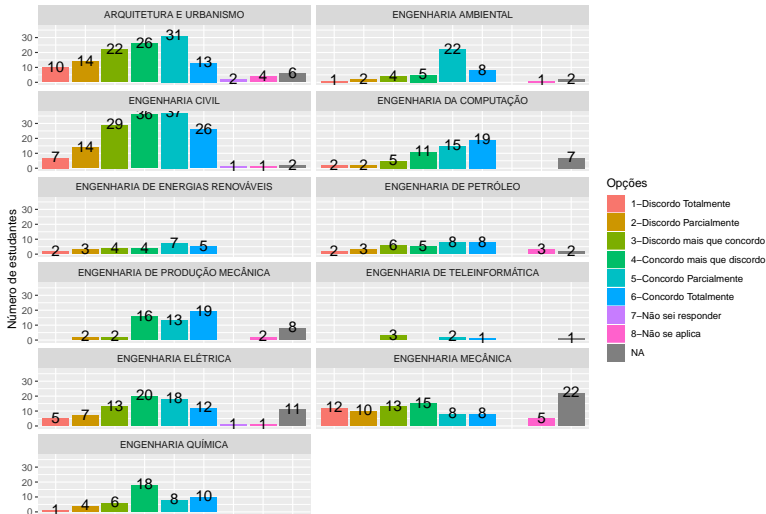 ARQUITETURA E URBANISMO
30
20
10
0
10 14 22 26 31 13 2 4 6
ENGENHARIA AMBIENTAL
1 2 4 5 22 8 1 2
ENGENHARIA CIVIL
30
20
10
0
7 14 29 36 37 26 1 1 2
ENGENHARIA DA COMPUTAÇÃO
2 2 5 11 15 19 7
ENGENHARIA DE ENERGIAS RENOVÁVEIS
30
20
10
0
2 3 4 4 7 5
ENGENHARIA DE PETRÓLEO
2 3 6 5 8 8 3 2
ENGENHARIA DE PRODUÇÃO MECÂNICA
30
20
10
0
2 2 16 13 19 2 8
ENGENHARIA DE TELEINFORMÁTICA
3 2 1 1
ENGENHARIA ELÉTRICA
30
20
10
0
5 7 13 20 18 12 1 1 11
ENGENHARIA MECÂNICA
12 10 13 15 8 8 5 22
ENGENHARIA QUÍMICA
30
20
10
0
1 4 6 18 8 10
Número de estudantes
Opções
1–Discordo Totalmente
2–Discordo Parcialmente
3–Discordo mais que concordo
4–Concordo mais que discordo
5–Concordo Parcialmente
6–Concordo Totalmente
7–Não sei responder
8–Não se aplica
NA